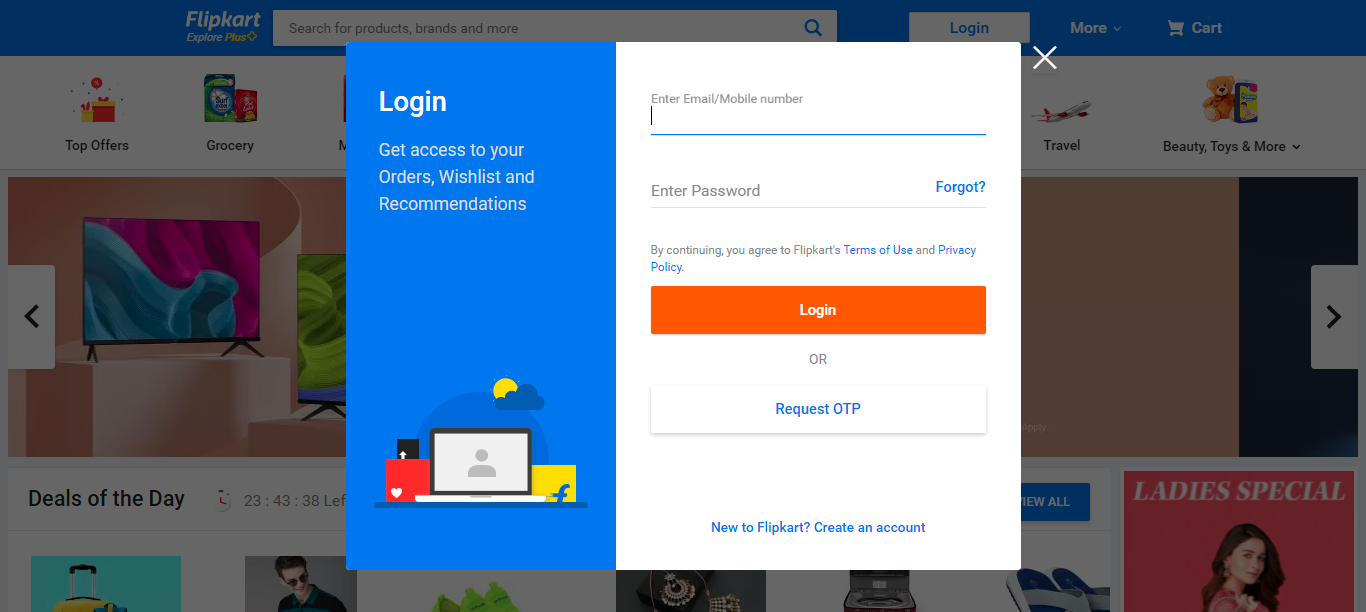 Flipkart
Explore Plus
Search for products, brands and more
Login
More
Cart
Top Offers
Grocery
M
Travel
Beauty, Toys & More
Login
Get access to your
Orders, Wishlist and
Recommendations
Enter Email/Mobile number
Enter Password
Forgot?
By continuing, you agree to Flipkart's Terms of Use and Privacy
Policy.
Login
OR
Request OTP
New to Flipkart? Create an account
Apply
Deals of the Day
23 : 43 : 38 Lef
VIEW ALL
LADIES SPECIAL